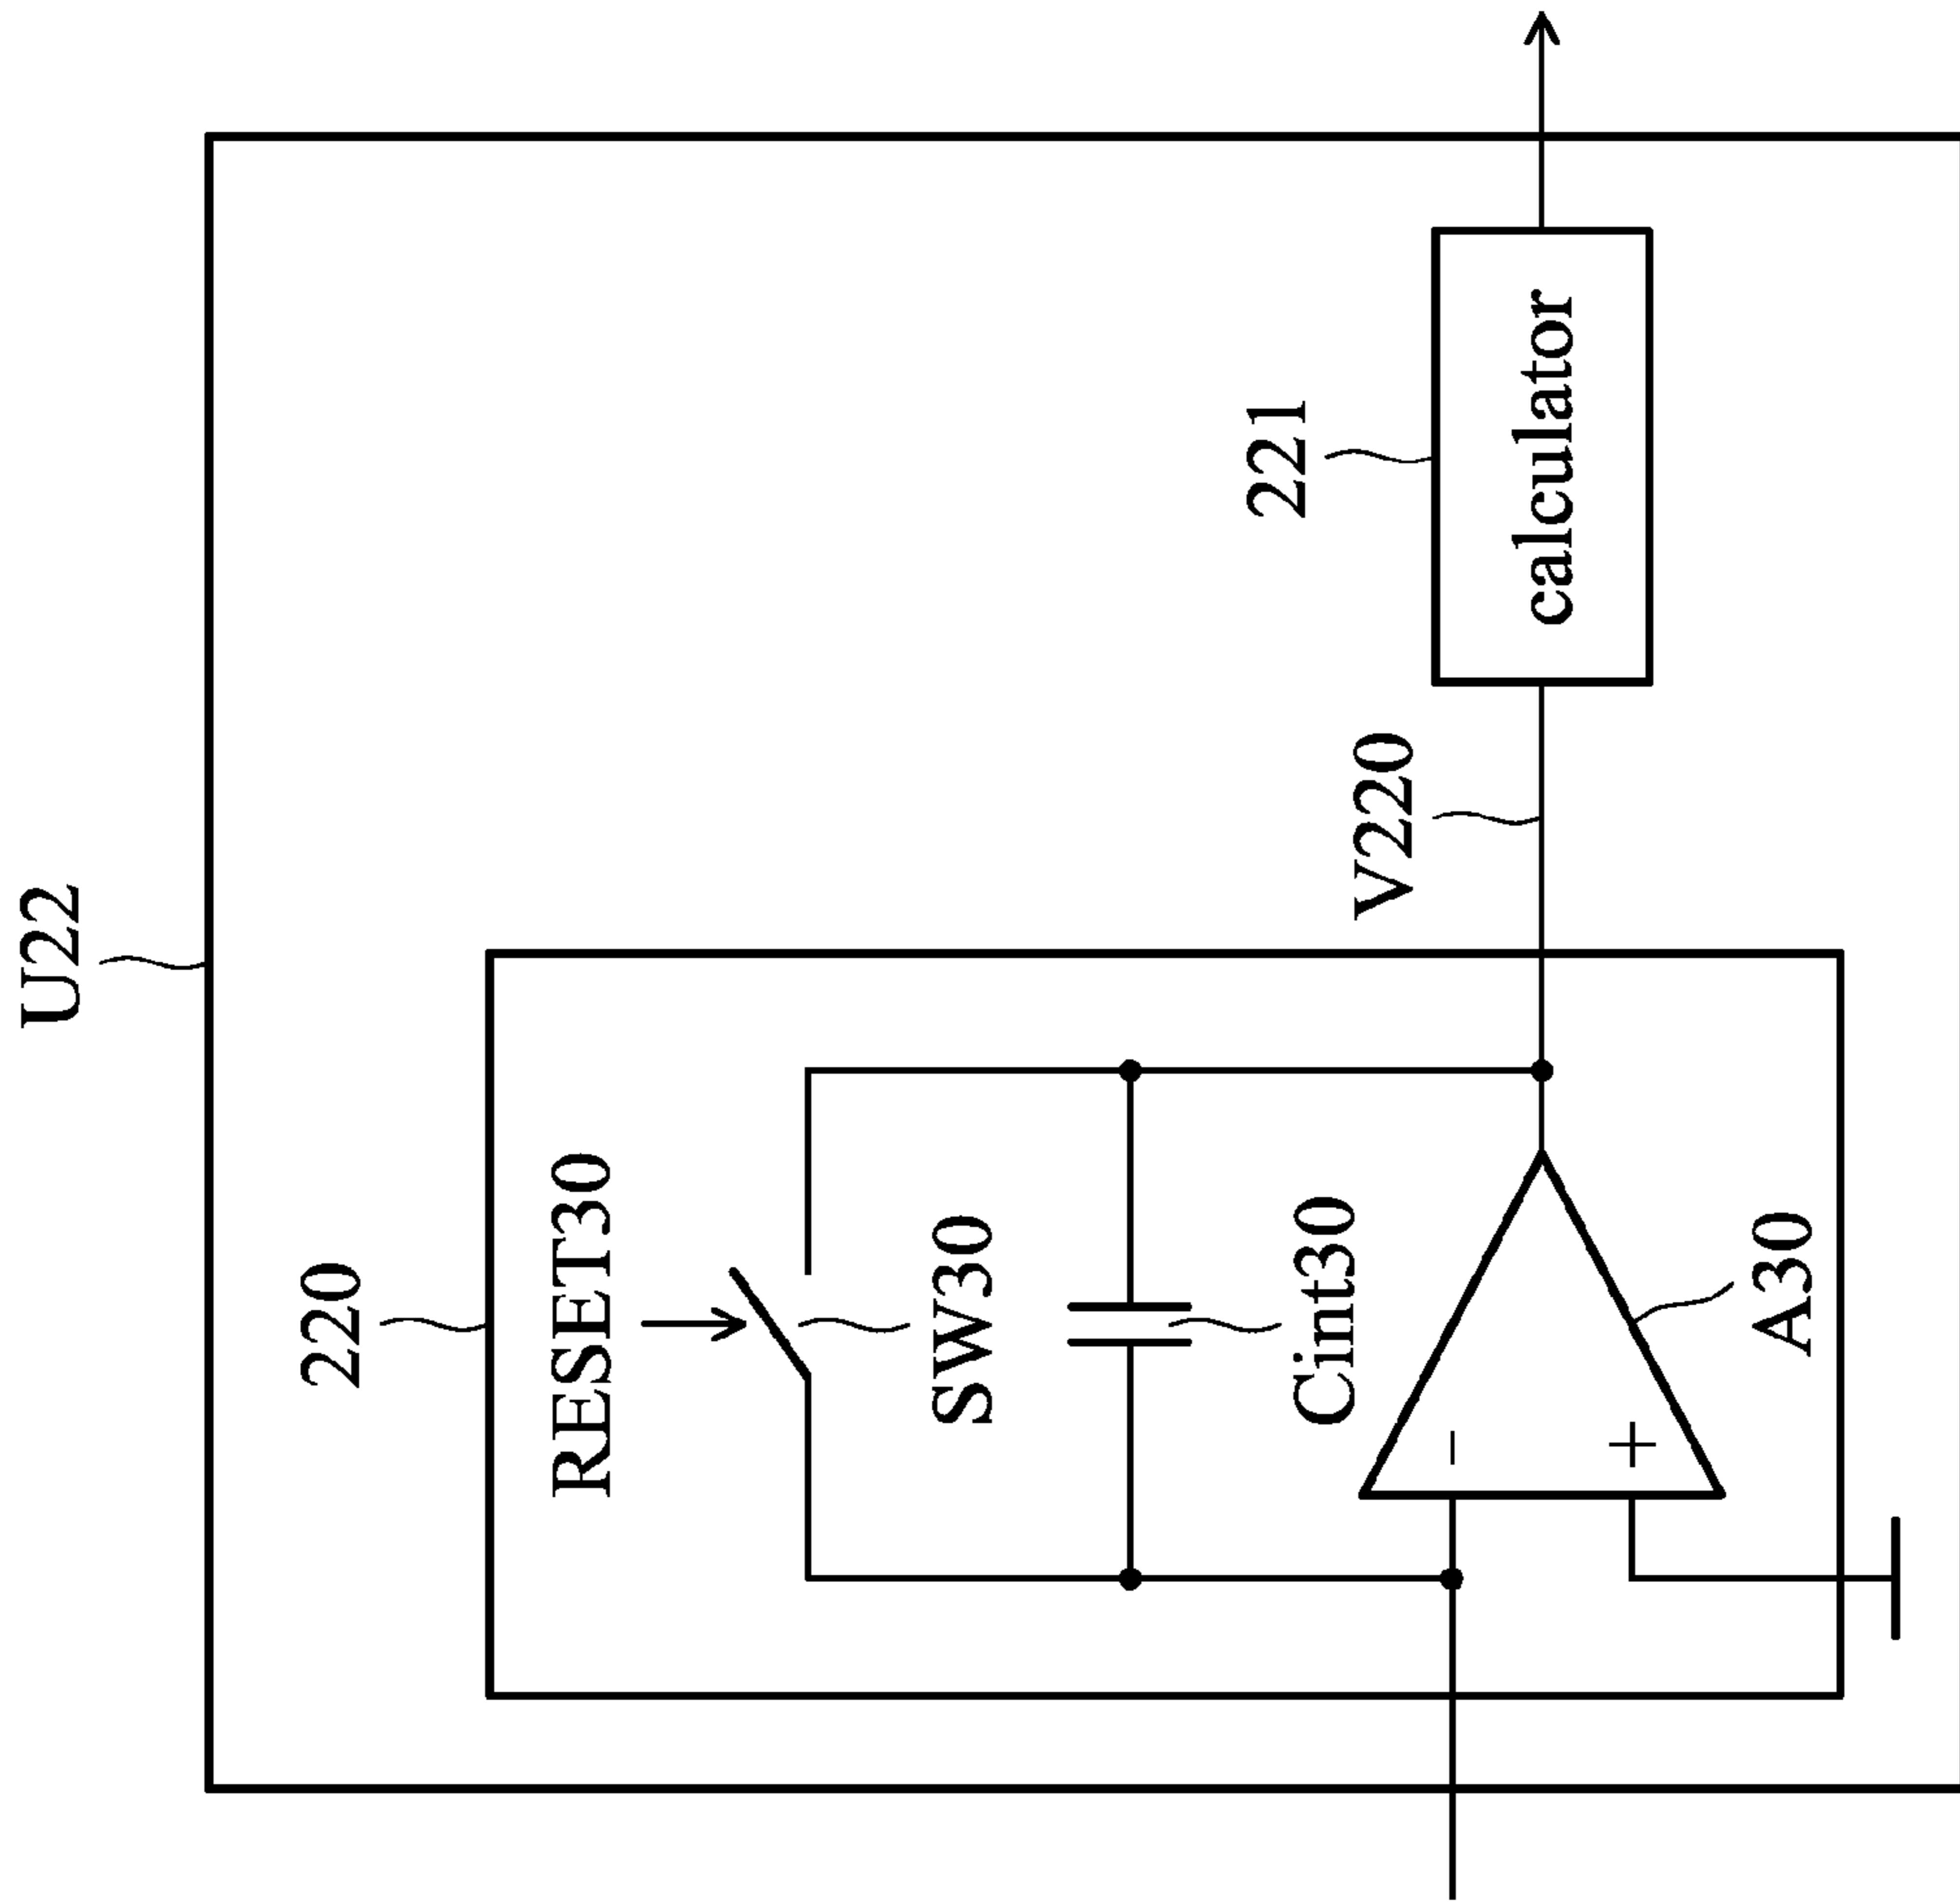 U22
220
RESET30
SW30
Cint30
−
+
A30
V220
221
calculator